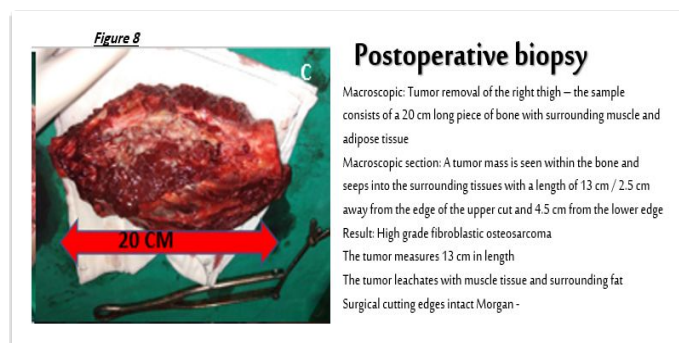 Figure 8
C
20 CM
Postoperative biopsy
Macroscopic: Tumor removal of the right thigh – the sample
consists of a 20 cm long piece of bone with surrounding muscle and
adipose tissue
Macroscopic section: A tumor mass is seen within the bone and
seeps into the surrounding tissues with a length of 13 cm / 2.5 cm
away from the edge of the upper cut and 4.5 cm from the lower edge
Result: High grade fibroblastic osteosarcoma
The tumor measures 13 cm in length
The tumor leachates with muscle tissue and surrounding fat
Surgical cutting edges intact Morgan -